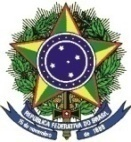 REPÚBLICA FEDERATIVA DO BRASIL
15 de novembro de 1889